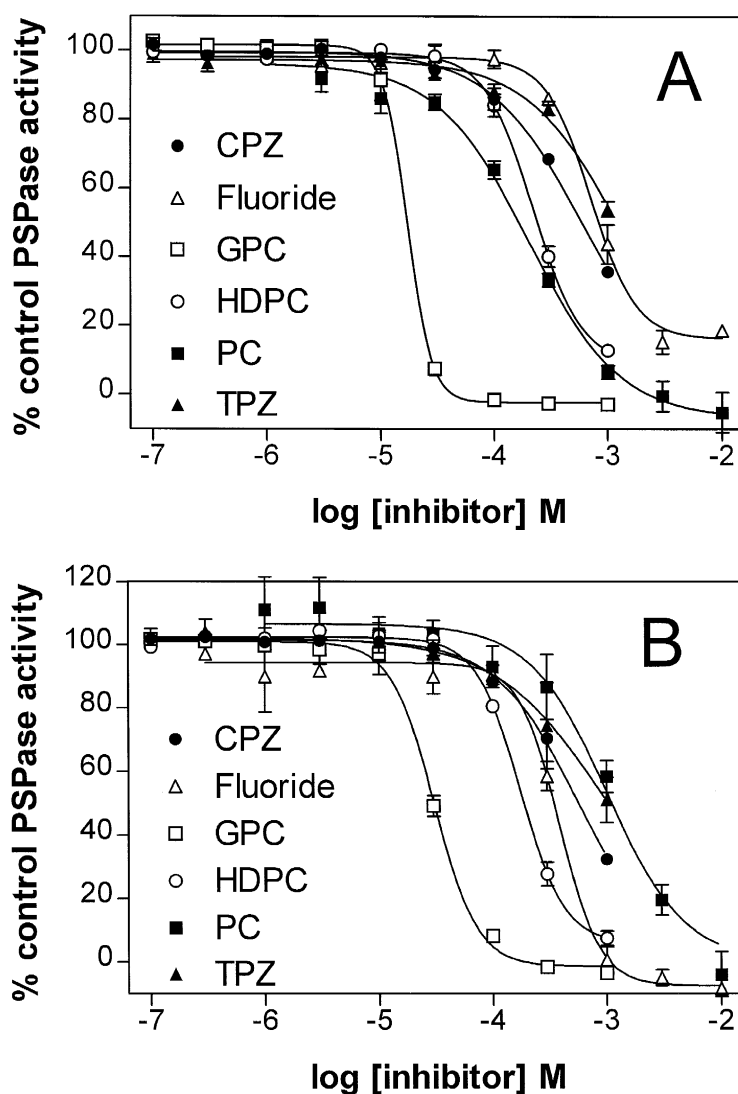 A
100
80
60
40
20
0
CPZ
Fluoride
GPC
HDPC
PC
TPZ
% control PSPase activity
-7 -6 -5 -4 -3 -2
log [inhibitor] M
B
120
100
80
60
40
20
0
CPZ
Fluoride
GPC
HDPC
PC
TPZ
% control PSPase activity
-7 -6 -5 -4 -3 -2
log [inhibitor] M